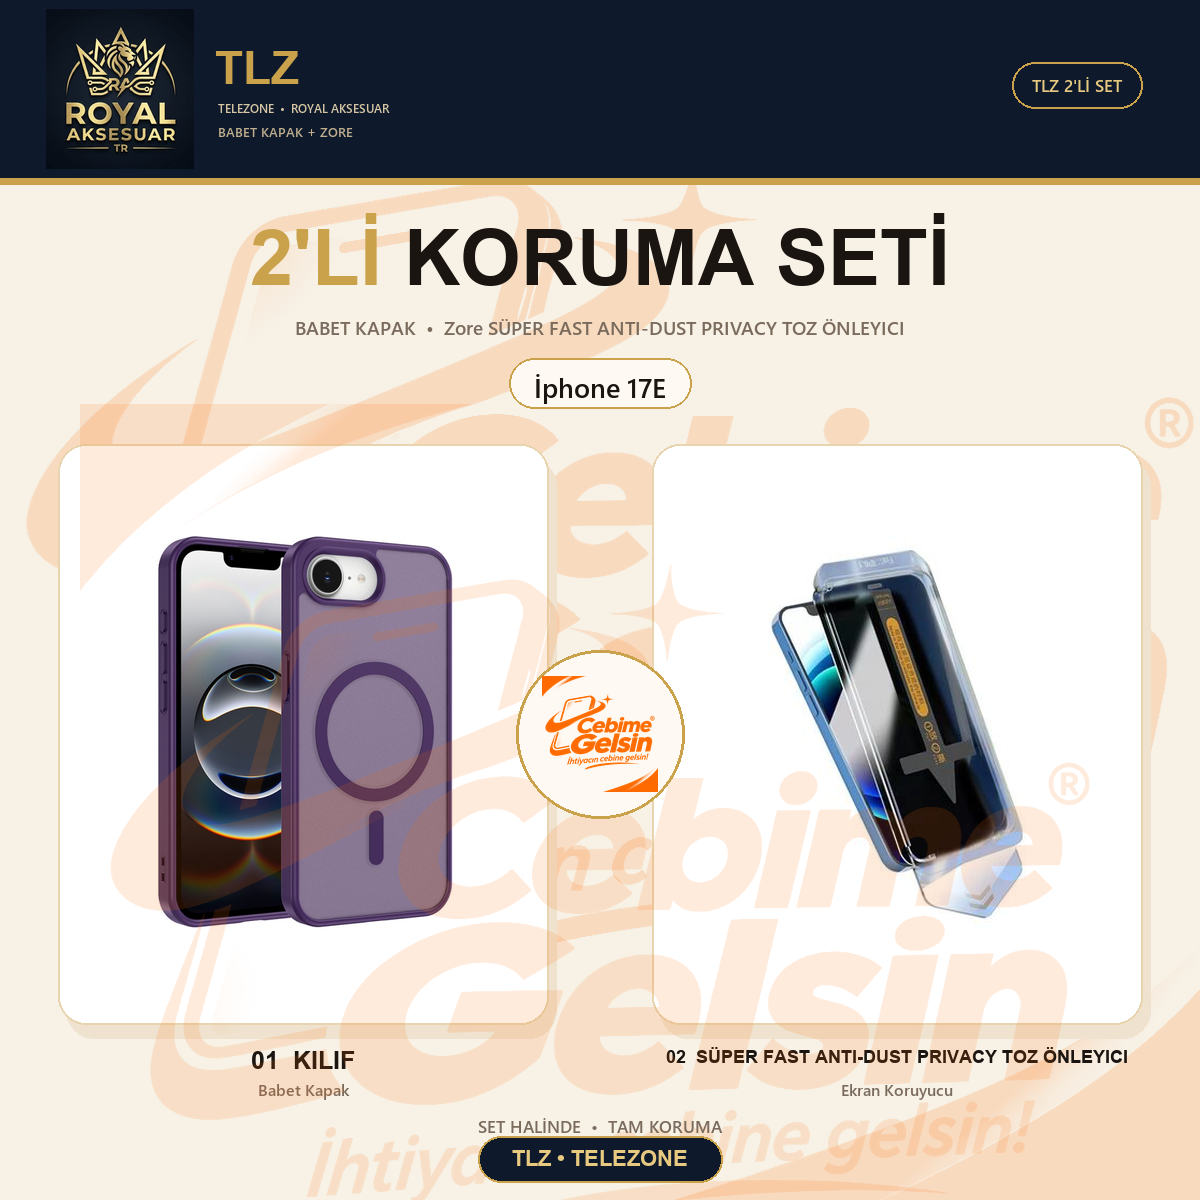 ROYAL
AKSESUAR
TR
TLZ
TELEZONE • ROYAL AKSESUAR
BABET KAPAK + ZORE
TLZ 2'Lİ SET
2'Lİ KORUMA SETİ
BABET KAPAK • Zore SÜPER FAST ANTI-DUST PRIVACY TOZ ÖNLEYICI
İphone 17E
Cebime
Gelsin
İhtiyacın cebine gelsin!
®
Cebime
Gelsin
®
01 KILIF
Babet Kapak
02 SÜPER FAST ANTI-DUST PRIVACY TOZ ÖNLEYICI
Ekran Koruyucu
SET HALİNDE • TAM KORUMA
TLZ • TELEZONE